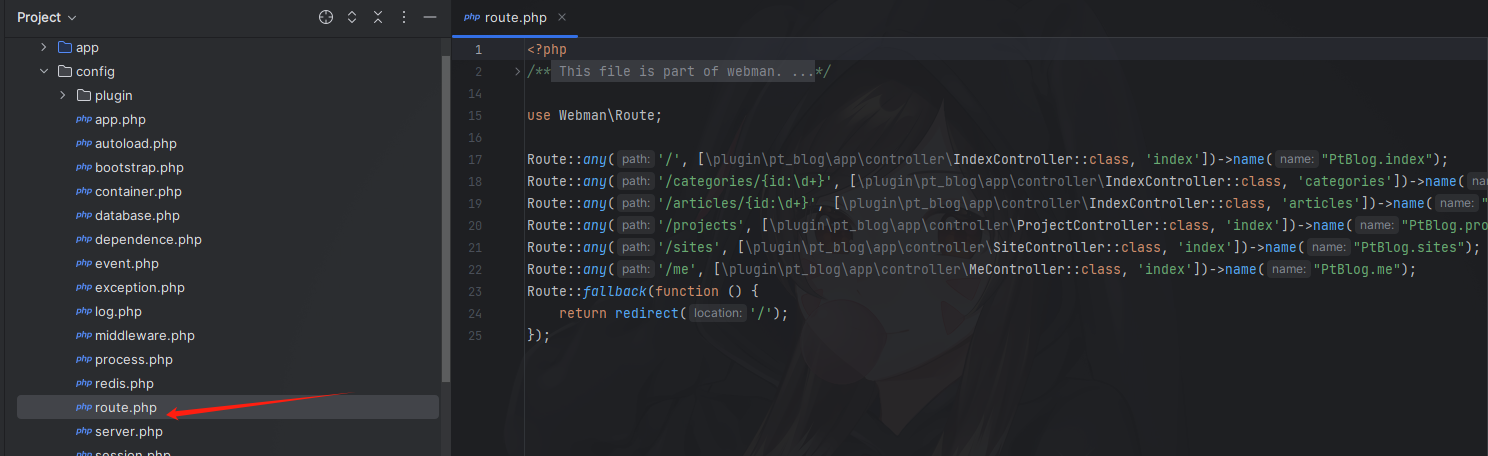 Project
app
config
plugin
php app.php
php autoload.php
php bootstrap.php
php container.php
php database.php
php dependence.php
php event.php
php exception.php
php log.php
php middleware.php
php process.php
php redis.php
php route.php
php server.php
php session.php
php route.php ×
1 <?php
2 /** This file is part of webman. ...*/
14
15 use Webman\Route;
16
17 Route::any( path: '/', [\plugin\pt_blog\app\controller\IndexController::class, 'index'])->name( name: "PtBlog.index");
18 Route::any( path: '/categories/{id:\d+}', [\plugin\pt_blog\app\controller\IndexController::class, 'categories'])->name(
19 Route::any( path: '/articles/{id:\d+}', [\plugin\pt_blog\app\controller\IndexController::class, 'articles'])->name( name: "
20 Route::any( path: '/projects', [\plugin\pt_blog\app\controller\ProjectController::class, 'index'])->name( name: "PtBlog.pro
21 Route::any( path: '/sites', [\plugin\pt_blog\app\controller\SiteController::class, 'index'])->name( name: "PtBlog.sites");
22 Route::any( path: '/me', [\plugin\pt_blog\app\controller\MeController::class, 'index'])->name( name: "PtBlog.me");
23 Route::fallback(function () {
24 return redirect( location: '/');
25 });